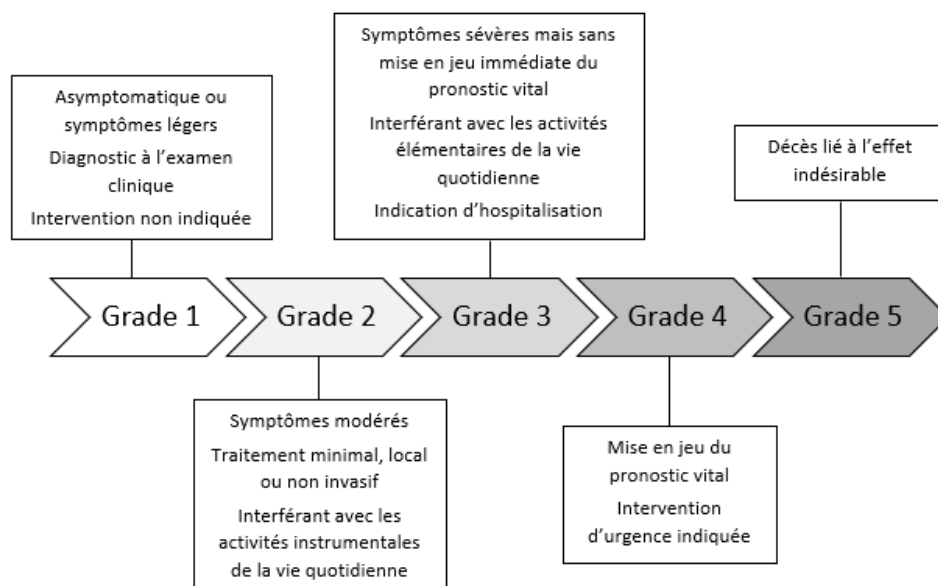 Symptômes sévères mais sans
mise en jeu immédiate du
pronostic vital
Interférant avec les activités
élémentaires de la vie
quotidienne
Indication d'hospitalisation
Asymptomatique ou
symptômes légers
Diagnostic à l'examen
clinique
Intervention non indiquée
Décès lié à l'effet
indésirable
Grade 1
Grade 2
Grade 3
Grade 4
Grade 5
Symptômes modérés
Traitement minimal, local
ou non invasif
Interférant avec les
activités instrumentales
de la vie quotidienne
Mise en jeu du
pronostic vital
Intervention
d'urgence indiquée